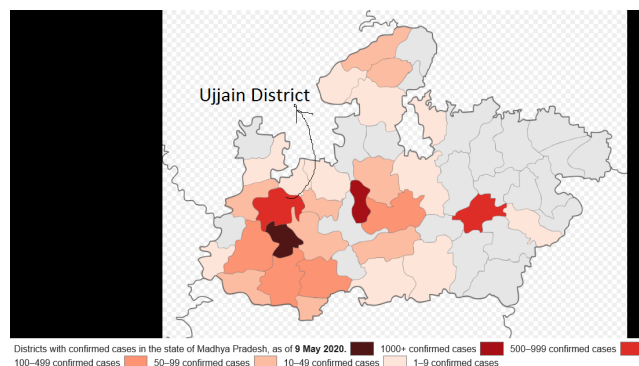 Ujjain District
Districts with confirmed cases in the state of Madhya Pradesh, as of 9 May 2020. 1000+ confirmed cases 500–999 confirmed cases
100–499 confirmed cases 50–99 confirmed cases 10–49 confirmed cases 1–9 confirmed cases